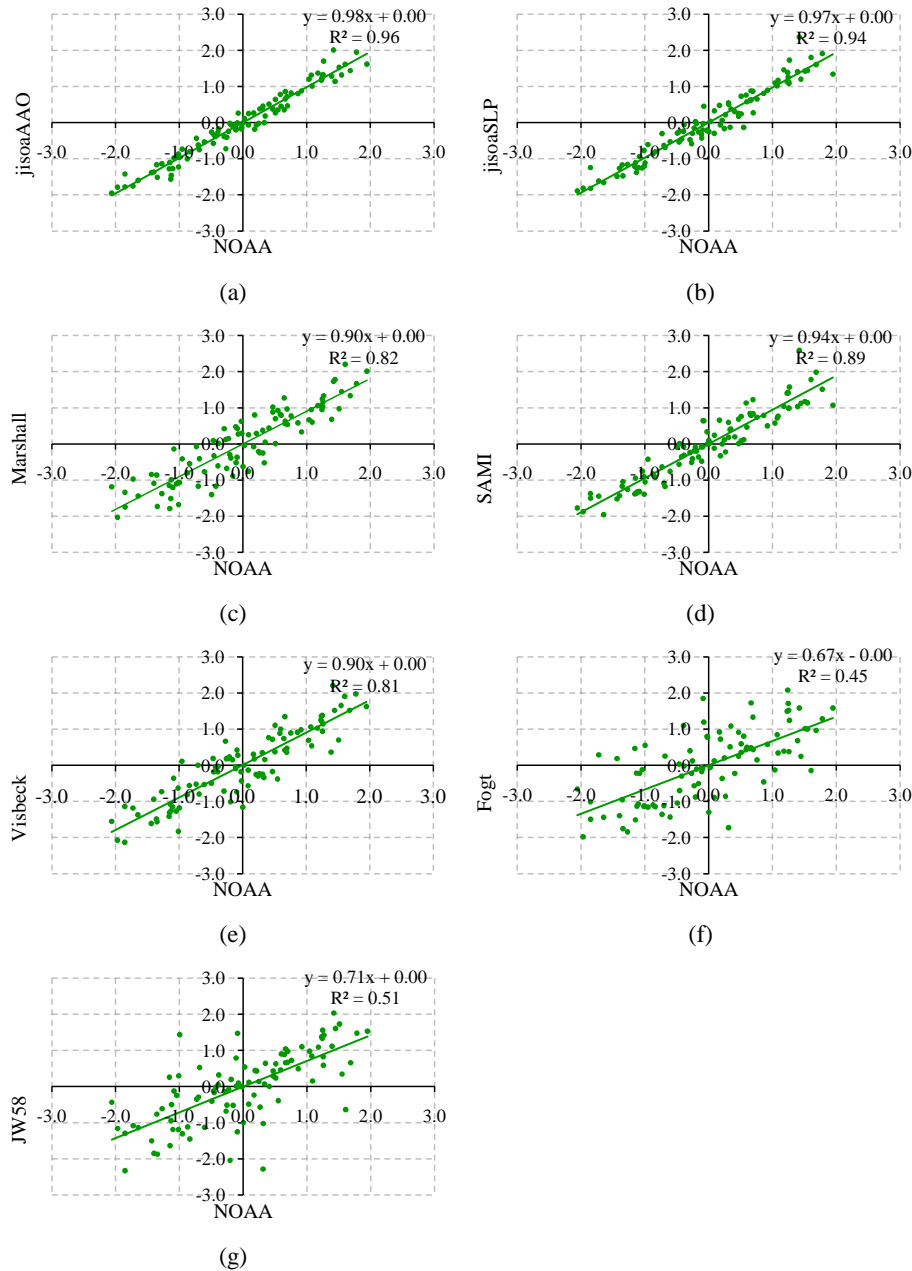 3.0
y = 0.98x + 0.00
R² = 0.96
2.0
1.0
0.0
-3.0 -2.0 -1.0 0.0 1.0 2.0 3.0
-1.0
-2.0
-3.0
jisoaAAO
NOAA
(a)
3.0
y = 0.97x + 0.00
R² = 0.94
2.0
1.0
0.0
-3.0 -2.0 -1.0 0.0 1.0 2.0 3.0
-1.0
-2.0
-3.0
jisoaSLP
NOAA
(b)
3.0
y = 0.90x + 0.00
R² = 0.82
2.0
1.0
0.0
-3.0 -2.0 -1.0 0.0 1.0 2.0 3.0
-1.0
-2.0
-3.0
Marshall
NOAA
(c)
3.0
y = 0.94x + 0.00
R² = 0.89
2.0
1.0
0.0
-3.0 -2.0 -1.0 0.0 1.0 2.0 3.0
-1.0
-2.0
-3.0
SAMI
NOAA
(d)
3.0
y = 0.90x + 0.00
R² = 0.81
2.0
1.0
0.0
-3.0 -2.0 -1.0 0.0 1.0 2.0 3.0
-1.0
-2.0
-3.0
Visbeck
NOAA
(e)
3.0
y = 0.67x - 0.00
R² = 0.45
2.0
1.0
0.0
-3.0 -2.0 -1.0 0.0 1.0 2.0 3.0
-1.0
-2.0
-3.0
Fogt
NOAA
(f)
3.0
y = 0.71x + 0.00
R² = 0.51
2.0
1.0
0.0
-3.0 -2.0 -1.0 0.0 1.0 2.0 3.0
-1.0
-2.0
-3.0
JW58
NOAA
(g)